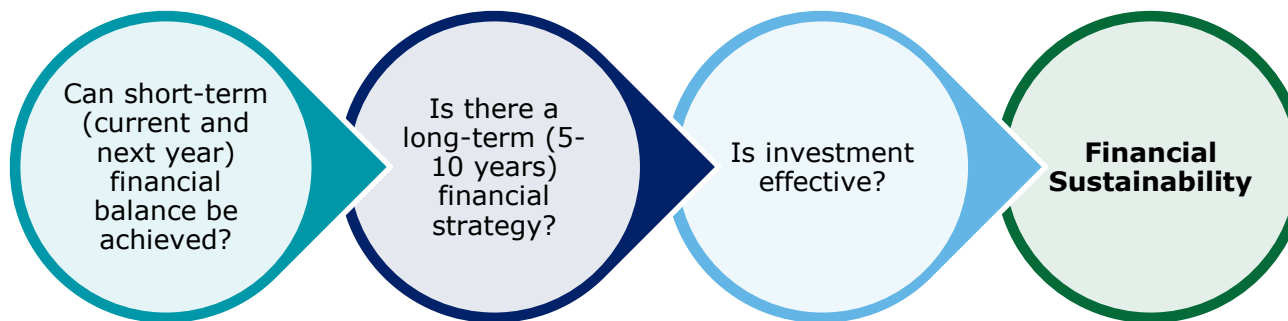 Can short-term
(current and
next year)
financial
balance be
achieved?
Is there a
long-term (5-
10 years)
financial
strategy?
Is investment
effective?
Financial
Sustainability